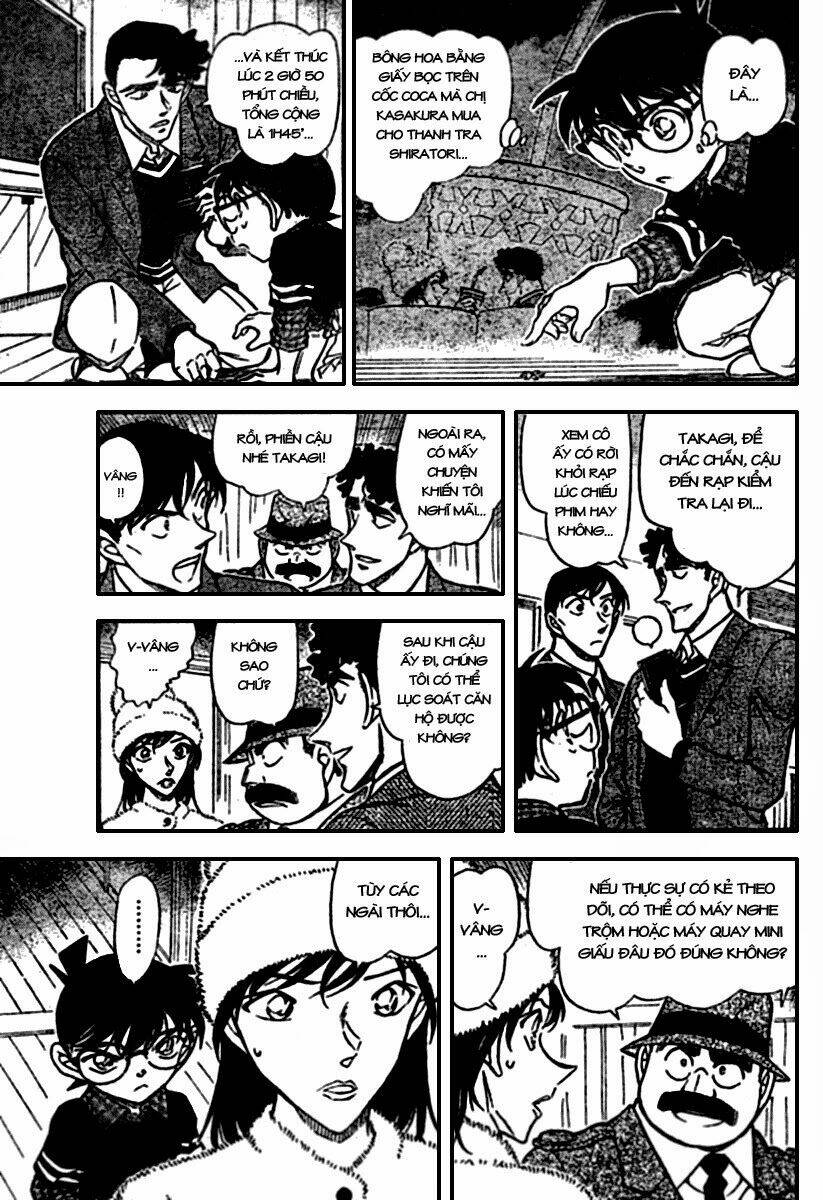 ĐÂY
LÀ...
BÔNG HOA BẰNG
GIẤY BỌC TRÊN
CỐC COCA MÀ CHỊ
KASAKURA MUA
CHO THANH TRA
SHIRATORI...
...VÀ KẾT THÚC
LÚC 2 GIỜ 50
PHÚT CHIỀU,
TỔNG CỘNG
LÀ 1H45'...
TAKAGI, ĐỂ
CHẮC CHẮN, CẬU
ĐẾN RẠP KIỂM
TRA LẠI ĐI...
XEM CÔ
ẤY CÓ RỜI
KHỎI RẠP
LÚC CHIẾU
PHIM HAY
KHÔNG...
NGOÀI RA,
CÓ MẤY
CHUYỆN
KHIẾN TÔI
NGHĨ MÃI...
RỒI, PHIỀN CẬU
NHÉ TAKAGI!
VÂNG
!!
SAU KHI CẬU
ẤY ĐI, CHÚNG
TÔI CÓ THỂ
LỤC SOÁT CĂN
HỘ ĐƯỢC
KHÔNG?
KHÔNG
SAO
CHỨ?
V-VÂNG
...
NẾU THỰC SỰ CÓ KẺ THEO
DÕI, CÓ THỂ CÓ MÁY NGHE
TRỘM HOẶC MÁY QUAY MINI
GIẤU ĐÂU ĐÓ ĐÚNG KHÔNG?
V-
VÂNG
...
TÙY CÁC
NGÀI THÔI...
.........